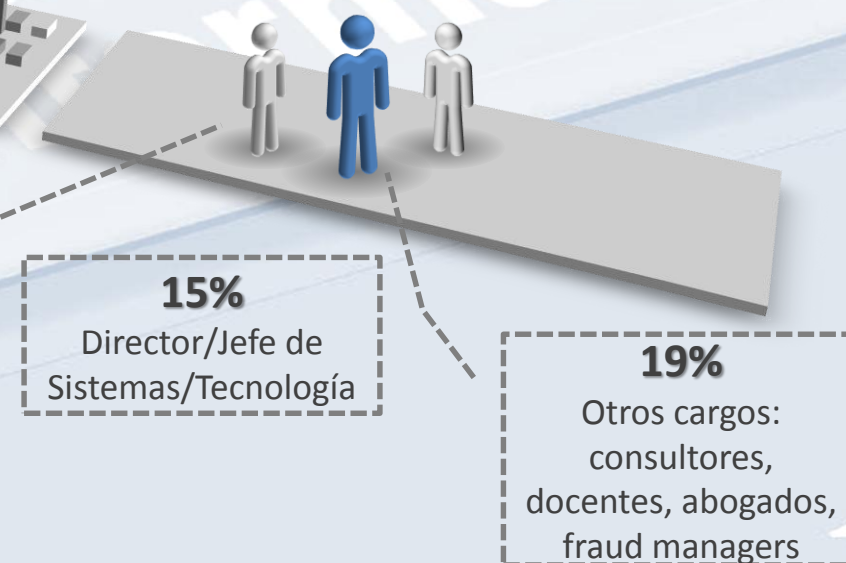 15%
Director/Jefe de
Sistemas/Tecnología
19%
Otros cargos:
consultores,
docentes, abogados,
fraud managers